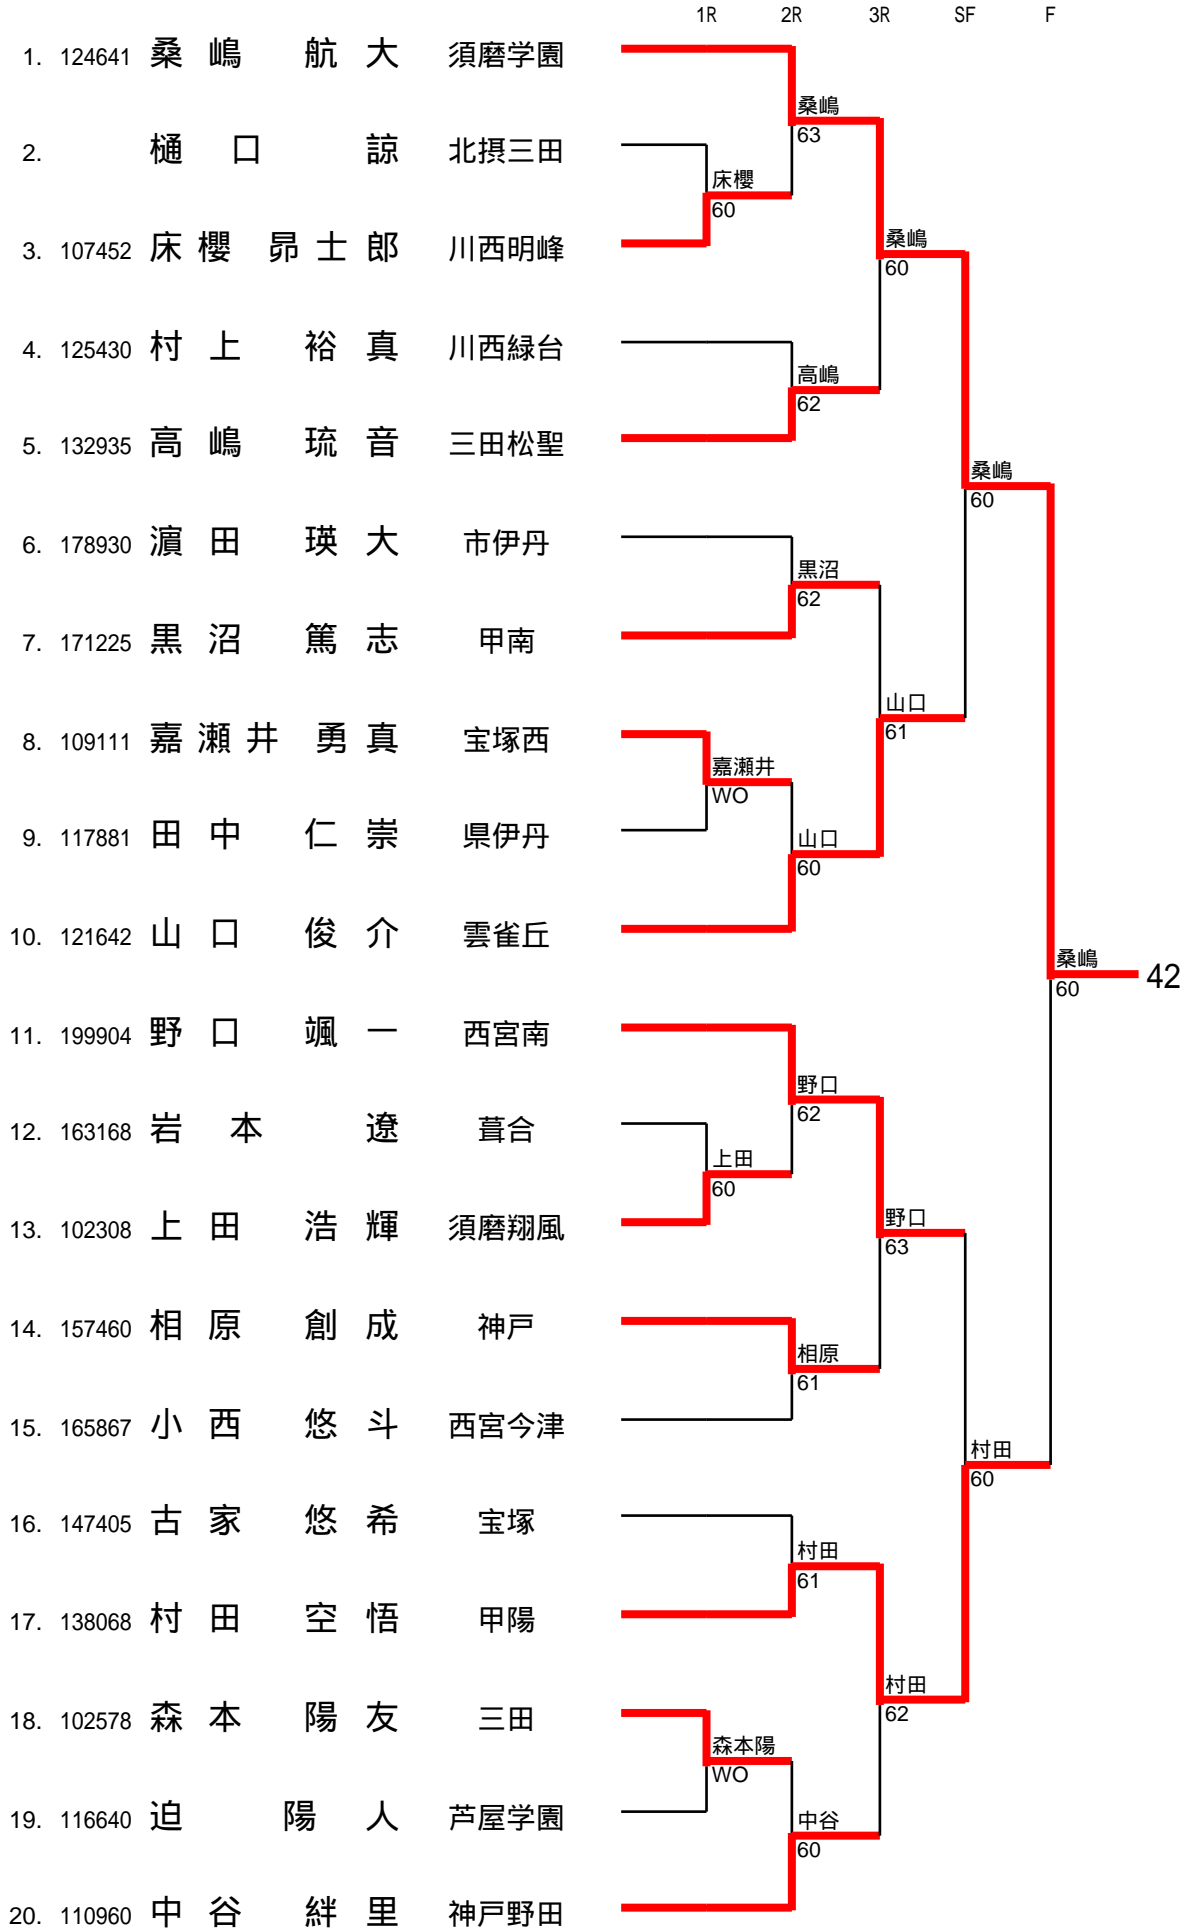 1R 2R 3R SF F
1. 124641 桑嶋 航大 須磨学園
桑嶋
63
2. 樋口 諒 北摂三田
床櫻
60
3. 107452 床櫻 昴士郎 川西明峰
桑嶋
60
4. 125430 村上 裕真 川西緑台
高嶋
62
5. 132935 高嶋 琉音 三田松聖
桑嶋
60
6. 178930 濵田 瑛大 市伊丹
黒沼
62
7. 171225 黒沼 篤志 甲南
山口
61
8. 109111 嘉瀬井 勇真 宝塚西
嘉瀬井
WO
9. 117881 田中 仁崇 県伊丹
山口
60
10. 121642 山口 俊介 雲雀丘
桑嶋
60 42
11. 199904 野口 颯一 西宮南
野口
62
12. 163168 岩本 遼 葺合
上田
60
13. 102308 上田 浩輝 須磨翔風
野口
63
14. 157460 相原 創成 神戸
相原
61
15. 165867 小西 悠斗 西宮今津
村田
60
16. 147405 古家 悠希 宝塚
村田
61
17. 138068 村田 空悟 甲陽
村田
62
18. 102578 森本 陽友 三田
森本陽
WO
19. 116640 迫 陽人 芦屋学園
中谷
60
20. 110960 中谷 絆里 神戸野田